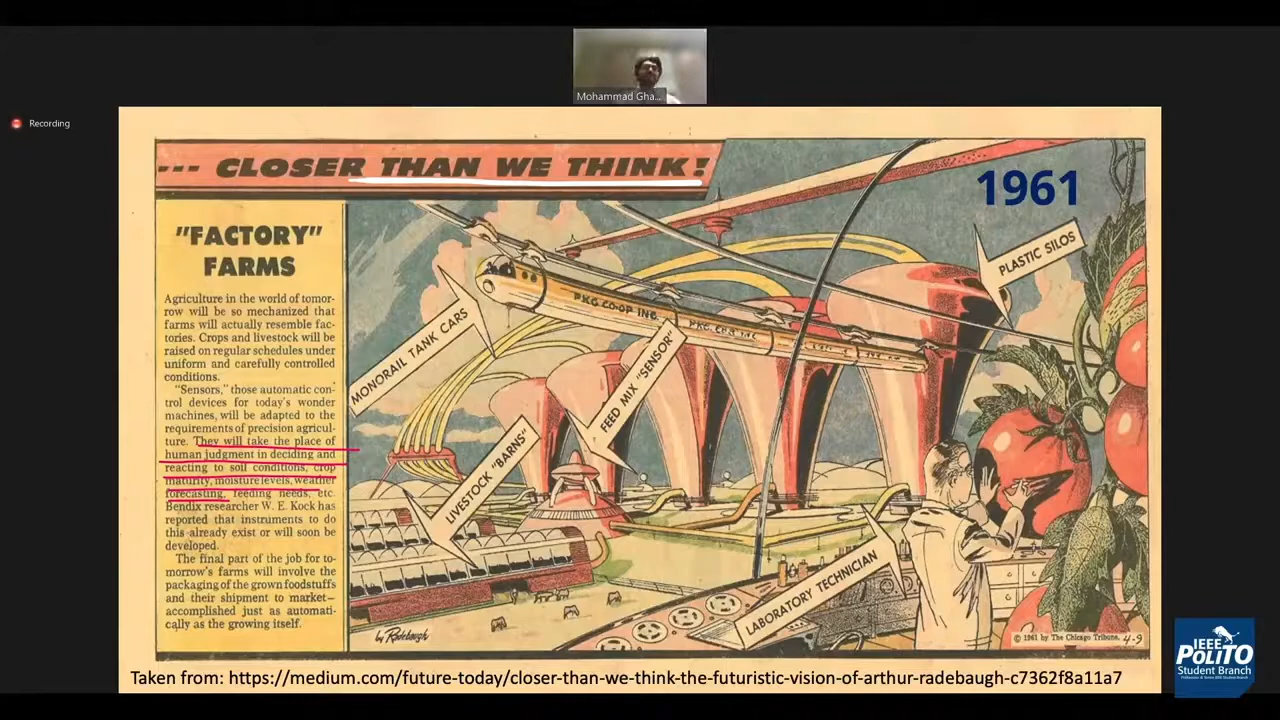 Mohammad Gha...
Recording
--- CLOSER THAN WE THINK!
1961
"FACTORY"
FARMS
Agriculture in the world of tomor-
row will be so mechanized that
farms will actually resemble fac-
tories. Crops and livestock will be
raised on regular schedules under
uniform and carefully controlled
conditions.
"Sensors," those automatic con-
trol devices for today's wonder
machines, will be adapted to the
requirements of precision agricul-
ture. They will take the place of
human judgment in deciding and
reacting to soil conditions, crop
maturity, moisture levels, weather
forecasting, feeding needs, etc.
Bendix researcher W. E. Kock has
reported that instruments to do
this already exist or will soon be
developed.
The final part of the job for to-
morrow's farms will involve the
packaging of the grown foodstuffs
and their shipment to market—
accomplished just as automati-
cally as the growing itself.
PLASTIC SILOS
PKG CO-OP INC.
MONORAIL TANK CARS
FEED MIX "SENSOR"
LIVESTOCK "BARNS"
LABORATORY TECHNICIAN
by Radebaugh
© 1961 by The Chicago Tribune. 4-9
Taken from: https://medium.com/future-today/closer-than-we-think-the-futuristic-vision-of-arthur-radebaugh-c7362f8a11a7
IEEE
POLITO
Student Branch